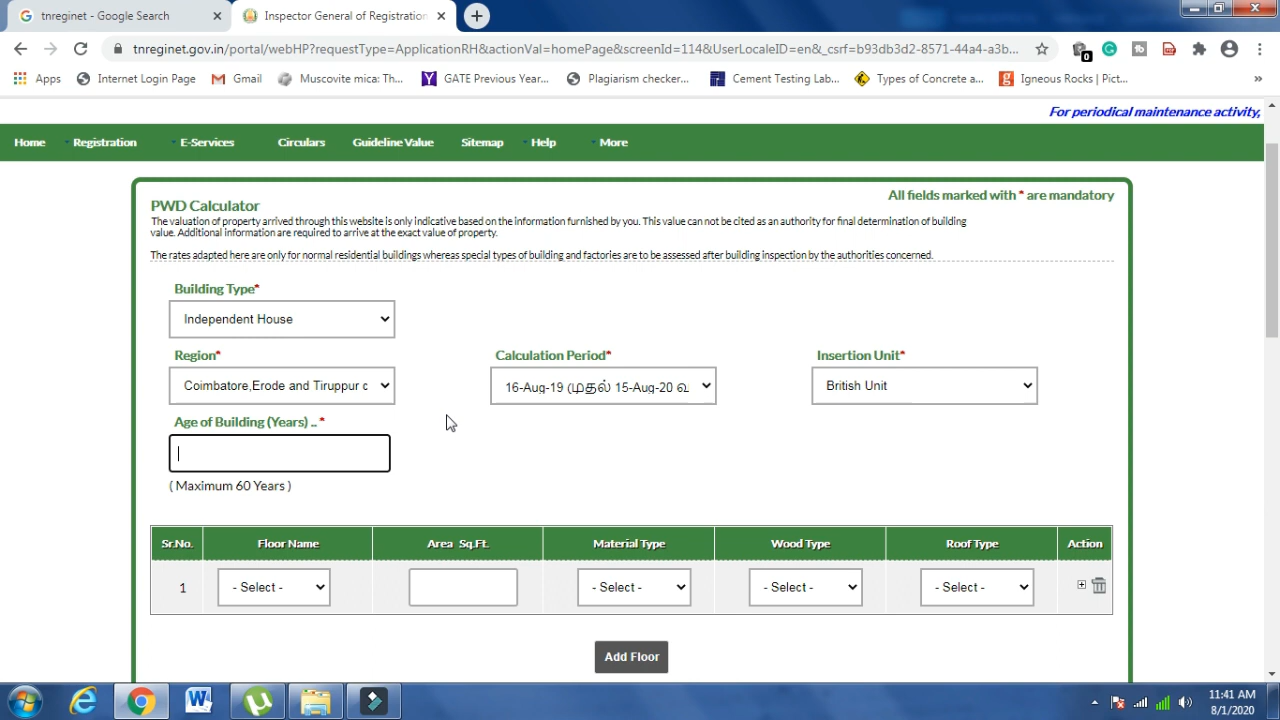 tnreginet - Google Search
Inspector General of Registration
tnreginet.gov.in/portal/webHP?requestType=ApplicationRH&actionVal=homePage&screenId=114&UserLocaleID=en&_csrf=b93db3d2-8571-44a4-a3b...
0
Apps Internet Login Page Gmail Muscovite mica: Th... GATE Previous Year... Plagiarism checker... Cement Testing Lab... Types of Concrete a... Igneous Rocks | Pict... »
For periodical maintenance activity,
Home Registration E-Services Circulars Guideline Value Sitemap Help More
All fields marked with * are mandatory
PWD Calculator
The valuation of property arrived through this website is only indicative based on the information furnished by you. This value can not be cited as an authority for final determination of building
value. Additional information are required to arrive at the exact value of property.
The rates adapted here are only for normal residential buildings whereas special types of building and factories are to be assessed after building inspection by the authorities concerned.
Building Type*
Independent House
Region* Calculation Period* Insertion Unit*
Coimbatore,Erode and Tiruppur 16-Aug-19 (முதல் 15-Aug-20 British Unit
Age of Building (Years) .. *
( Maximum 60 Years )
Sr.No. Floor Name Area Sq.Ft. Material Type Wood Type Roof Type Action
1 - Select - - Select - - Select - - Select -
Add Floor
11:41 AM
8/1/2020